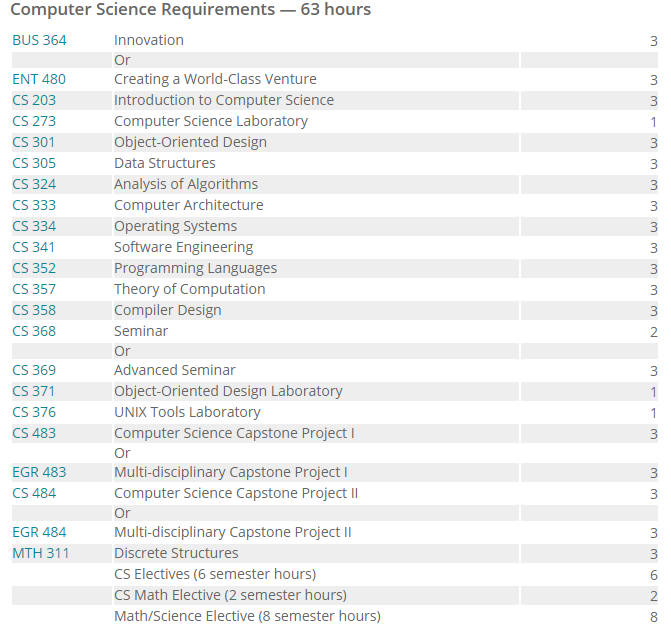 Computer Science Requirements — 63 hours
BUS 364 Innovation 3
Or
ENT 480 Creating a World-Class Venture 3
CS 203 Introduction to Computer Science 3
CS 273 Computer Science Laboratory 1
CS 301 Object-Oriented Design 3
CS 305 Data Structures 3
CS 324 Analysis of Algorithms 3
CS 333 Computer Architecture 3
CS 334 Operating Systems 3
CS 341 Software Engineering 3
CS 352 Programming Languages 3
CS 357 Theory of Computation 3
CS 358 Compiler Design 3
CS 368 Seminar 2
Or
CS 369 Advanced Seminar 3
CS 371 Object-Oriented Design Laboratory 1
CS 376 UNIX Tools Laboratory 1
CS 483 Computer Science Capstone Project I 3
Or
EGR 483 Multi-disciplinary Capstone Project I 3
CS 484 Computer Science Capstone Project II 3
Or
EGR 484 Multi-disciplinary Capstone Project II 3
MTH 311 Discrete Structures 3
CS Electives (6 semester hours) 6
CS Math Elective (2 semester hours) 2
Math/Science Elective (8 semester hours) 8